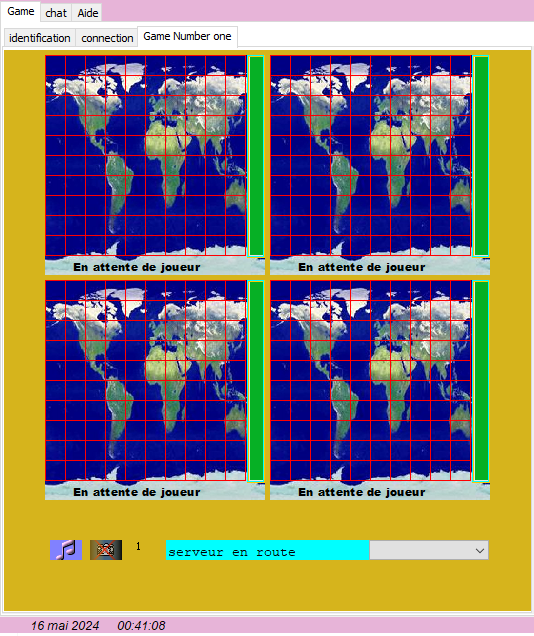 Game chat Aide
identification connection Game Number one
En attente de joueur En attente de joueur
En attente de joueur En attente de joueur
1 serveur en route
16 mai 2024 00:41:08